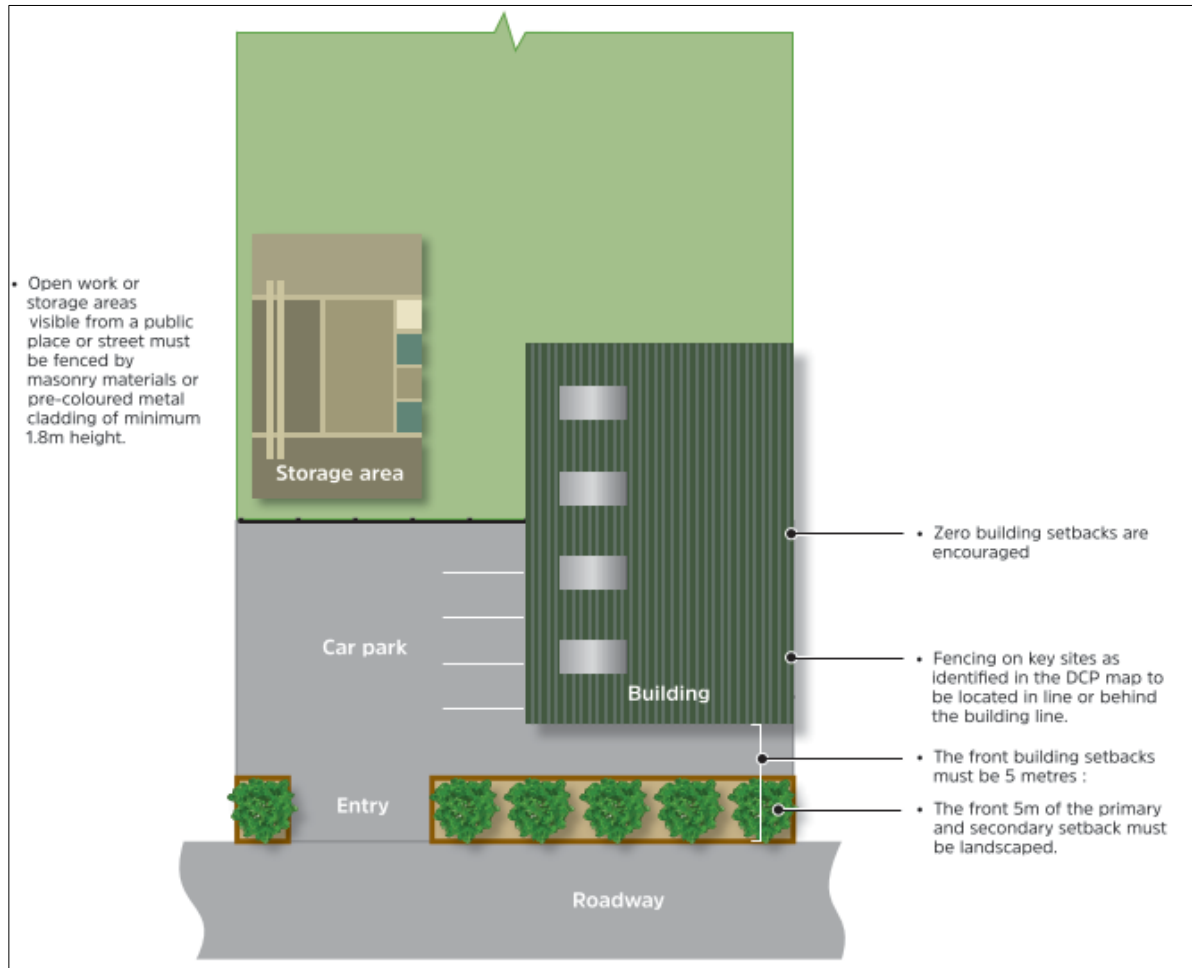 • Open work or
storage areas
visible from a public
place or street must
be fenced by
masonry materials or
pre-coloured metal
cladding of minimum
1.8m height.
Storage area
• Zero building setbacks are
encouraged
Car park
• Fencing on key sites as
identified in the DCP map to
be located in line or behind
the building line.
Building
• The front building setbacks
must be 5 metres :
Entry
• The front 5m of the primary
and secondary setback must
be landscaped.
Roadway